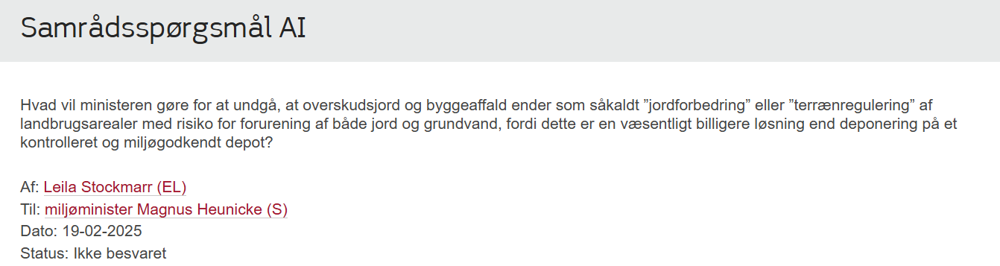 Samrådsspørgsmål AI
Hvad vil ministeren gøre for at undgå, at overskudsjord og byggeaffald ender som såkaldt ”jordforbedring” eller ”terrænregulering” af
landbrugsarealer med risiko for forurening af både jord og grundvand, fordi dette er en væsentligt billigere løsning end deponering på et
kontrolleret og miljøgodkendt depot?
Af: Leila Stockmarr (EL)
Til: miljøminister Magnus Heunicke (S)
Dato: 19-02-2025
Status: Ikke besvaret